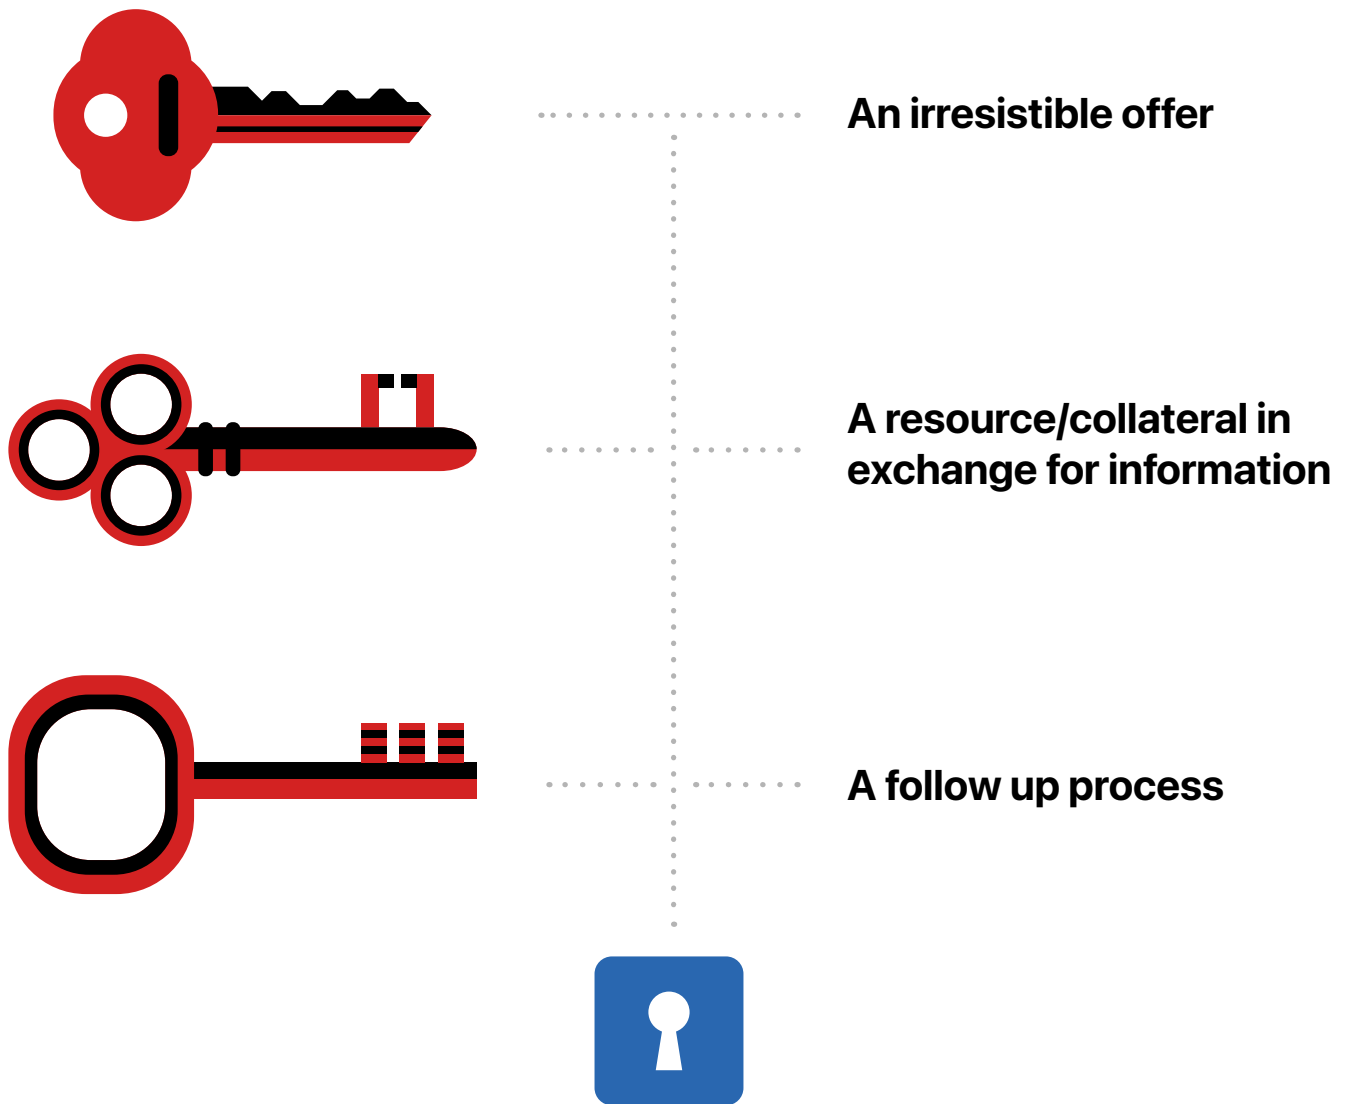 An irresistible offer
A resource/collateral in
exchange for information
A follow up process